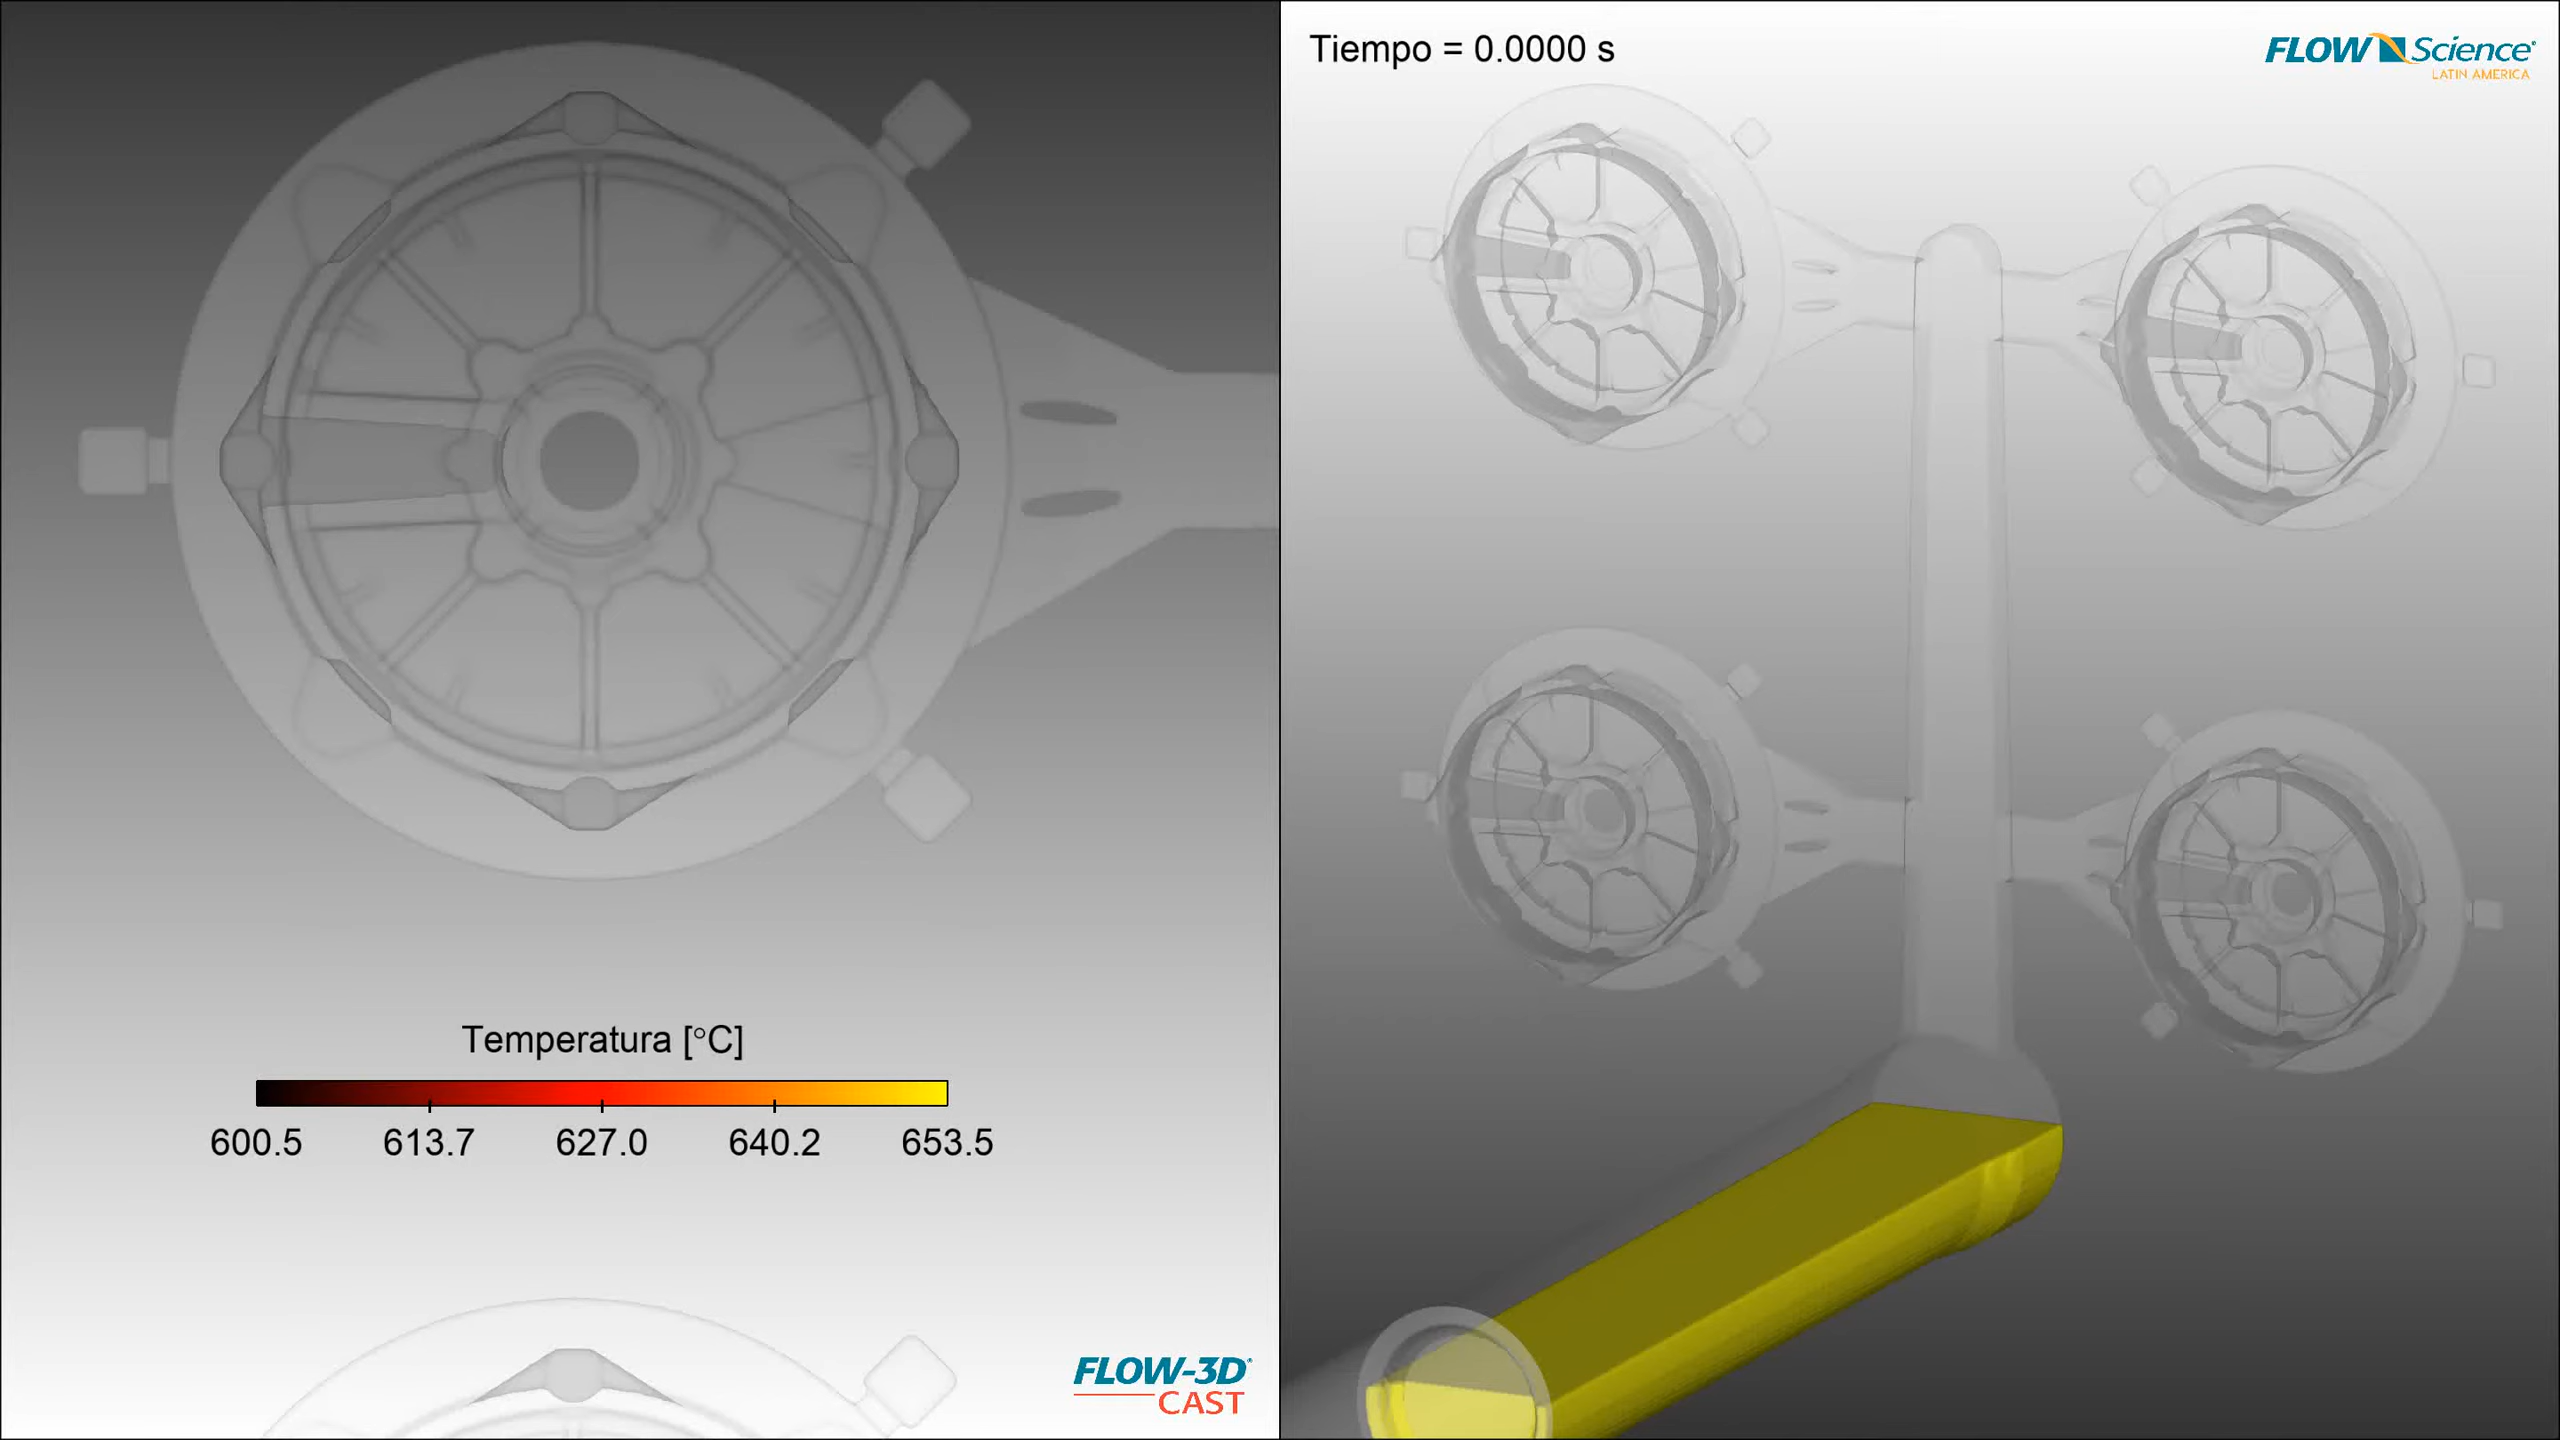 Tiempo = 0.0000 s
FLOW Science
LATIN AMERICA
Temperatura [°C]
600.5 613.7 627.0 640.2 653.5
FLOW-3D
CAST